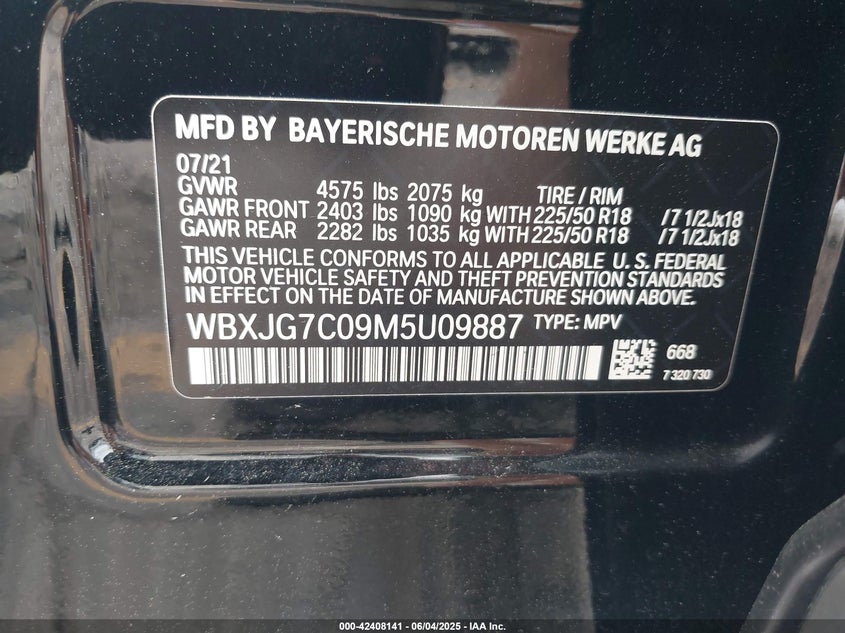 MFD BY BAYERISCHE MOTOREN WERKE AG
07/21
GVWR 4575 lbs 2075 kg TIRE / RIM
GAWR FRONT 2403 lbs 1090 kg WITH 225/50 R18 /7 1/2Jx18
GAWR REAR 2282 lbs 1035 kg WITH 225/50 R18 /7 1/2Jx18
THIS VEHICLE CONFORMS TO ALL APPLICABLE U. S. FEDERAL
MOTOR VEHICLE SAFETY AND THEFT PREVENTION STANDARDS
IN EFFECT ON THE DATE OF MANUFACTURE SHOWN ABOVE.
WBXJG7C09M5U09887 TYPE: MPV
668
7 320 730
000-42408141 - 06/04/2025 - IAA Inc.